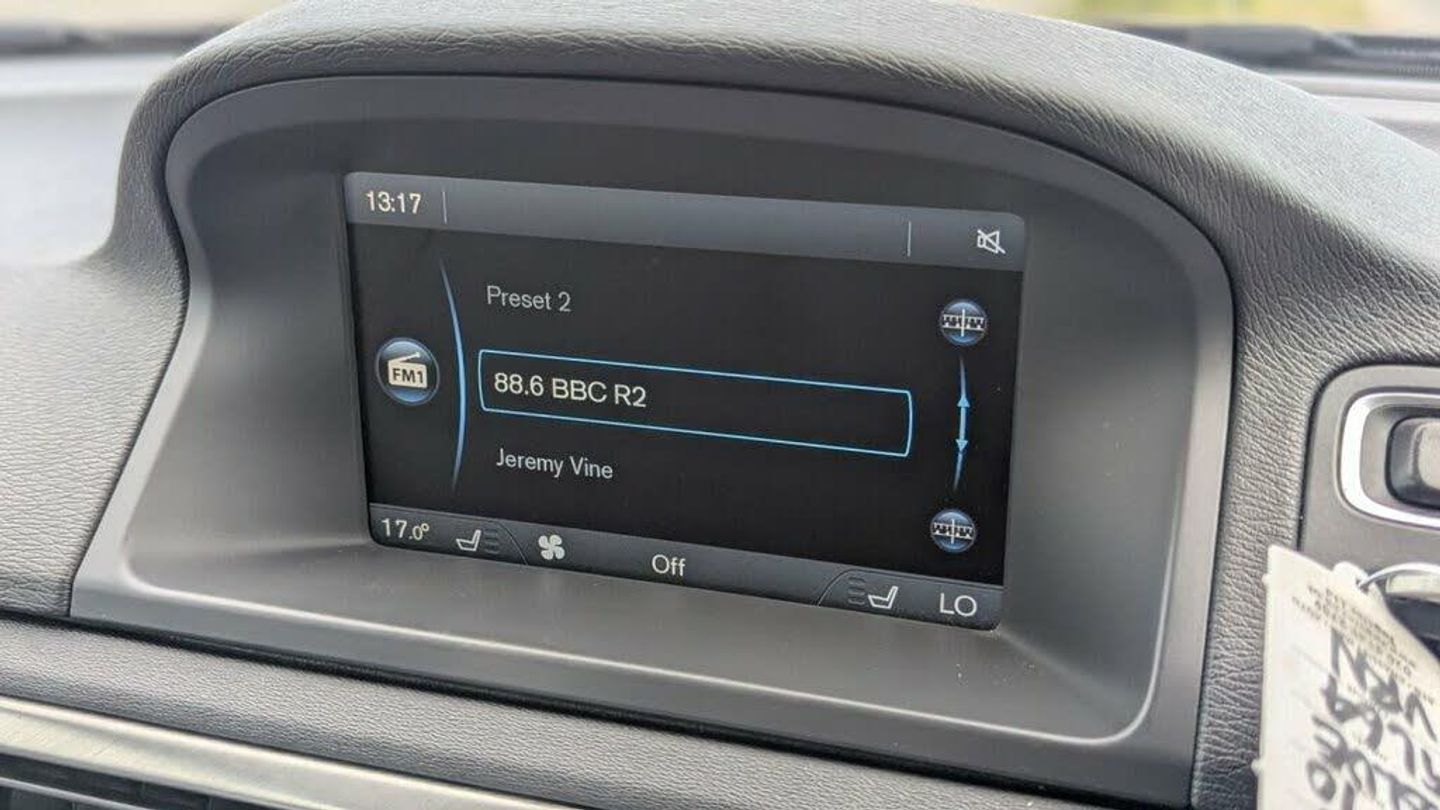 13:17
Preset 2
FM1
88.6 BBC R2
Jeremy Vine
17.0° Off LO